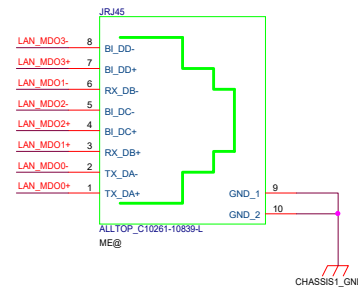 JRJ45
LAN_MDO3- 8 BI_DD-
LAN_MDO3+ 7 BI_DD+
LAN_MDO1- 6 RX_DB-
LAN_MDO2- 5 BI_DC-
LAN_MDO2+ 4 BI_DC+
LAN_MDO1+ 3 RX_DB+
LAN_MDO0- 2 TX_DA-
LAN_MDO0+ 1 TX_DA+
GND_1 9
GND_2 10
ALLTOP_C10261-10839-L
ME@
CHASSIS1_GND